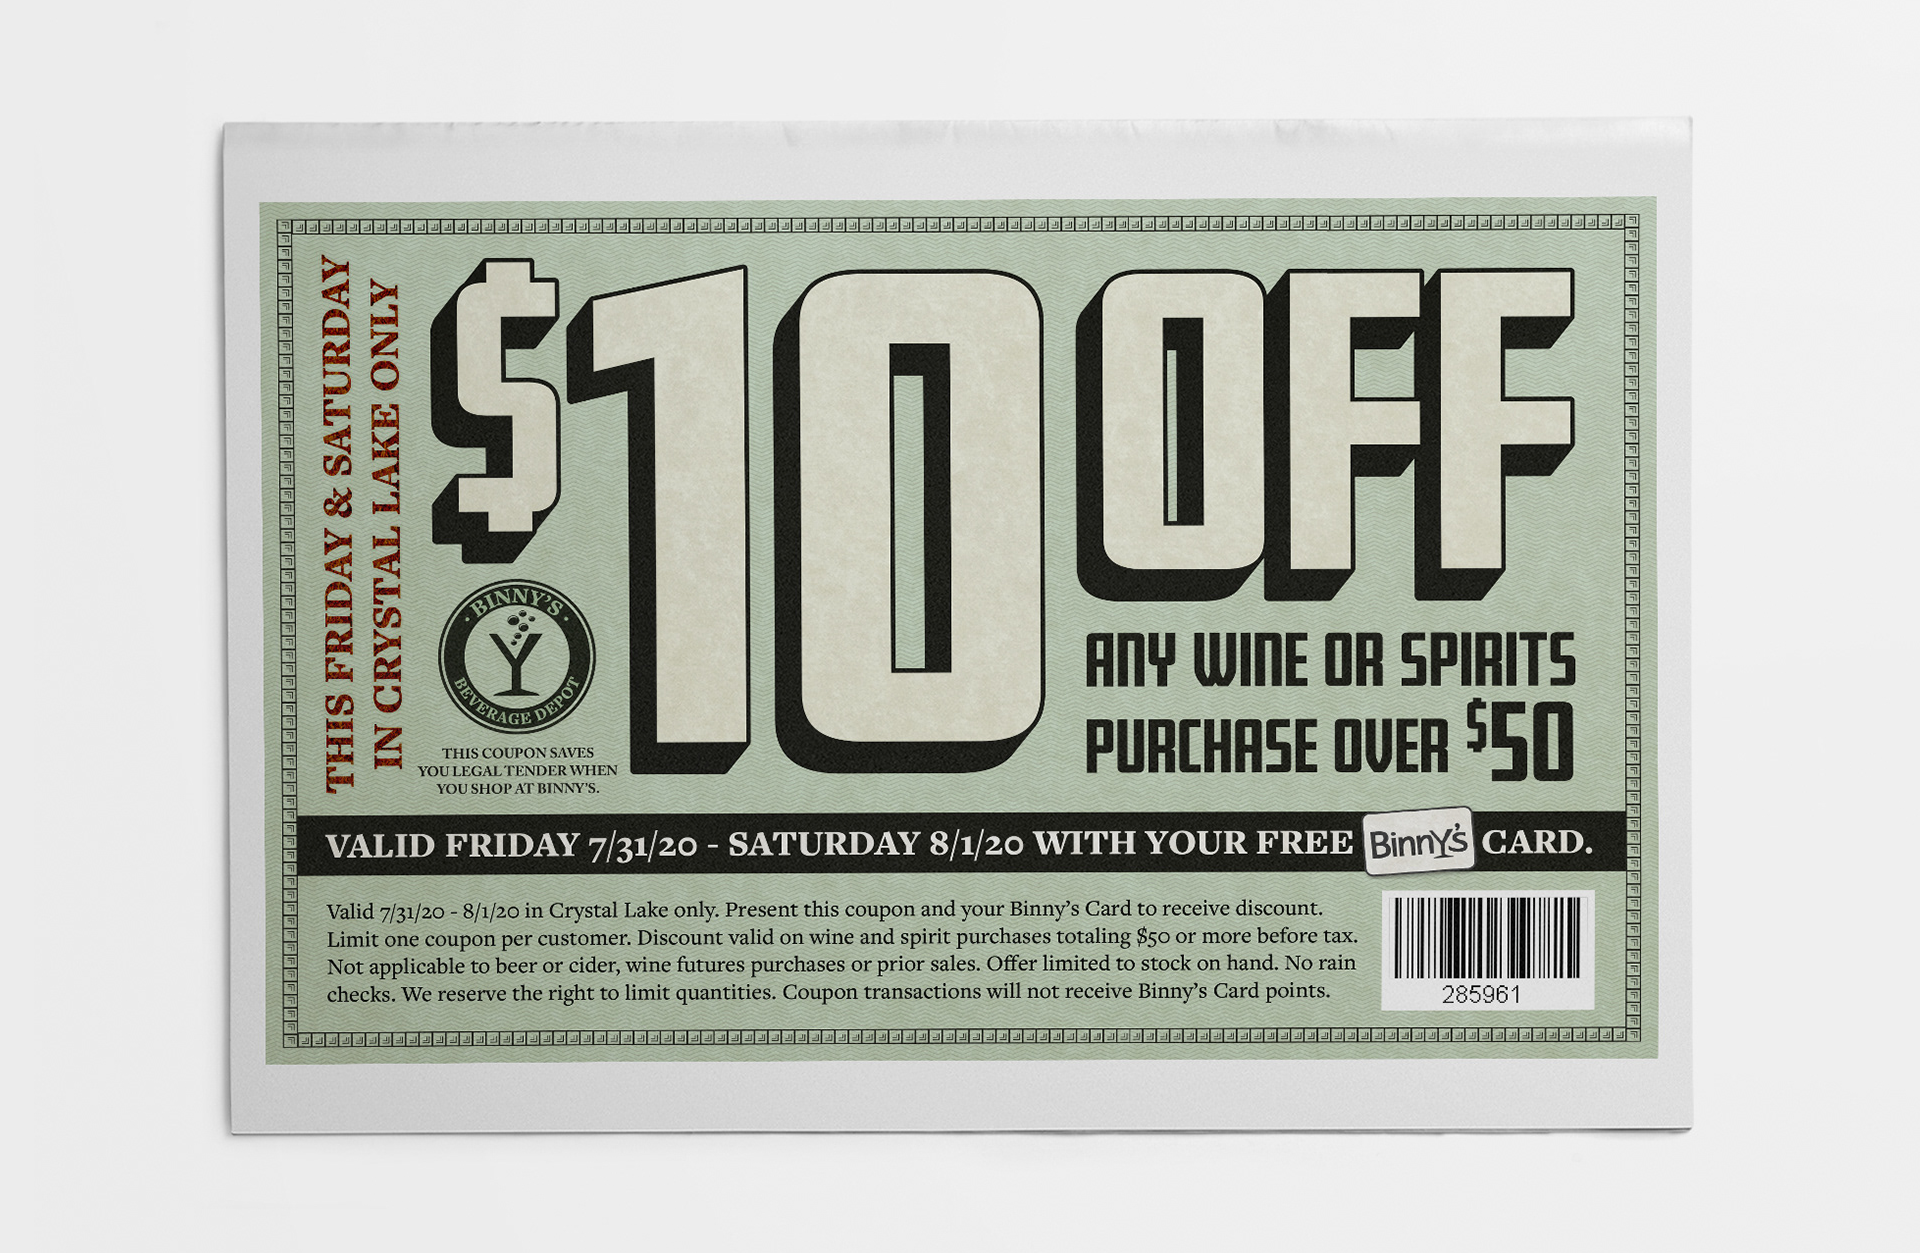 THIS FRIDAY & SATURDAY
IN CRYSTAL LAKE ONLY
$10 OFF
ANY WINE OR SPIRITS
PURCHASE OVER $50
BINNY'S
BEVERAGE DEPOT
THIS COUPON SAVES
YOU LEGAL TENDER WHEN
YOU SHOP AT BINNY'S.
VALID FRIDAY 7/31/20 - SATURDAY 8/1/20 WITH YOUR FREE Binny's CARD.
Valid 7/31/20 - 8/1/20 in Crystal Lake only. Present this coupon and your Binny's Card to receive discount.
Limit one coupon per customer. Discount valid on wine and spirit purchases totaling $50 or more before tax.
Not applicable to beer or cider, wine futures purchases or prior sales. Offer limited to stock on hand. No rain
checks. We reserve the right to limit quantities. Coupon transactions will not receive Binny's Card points.
285961